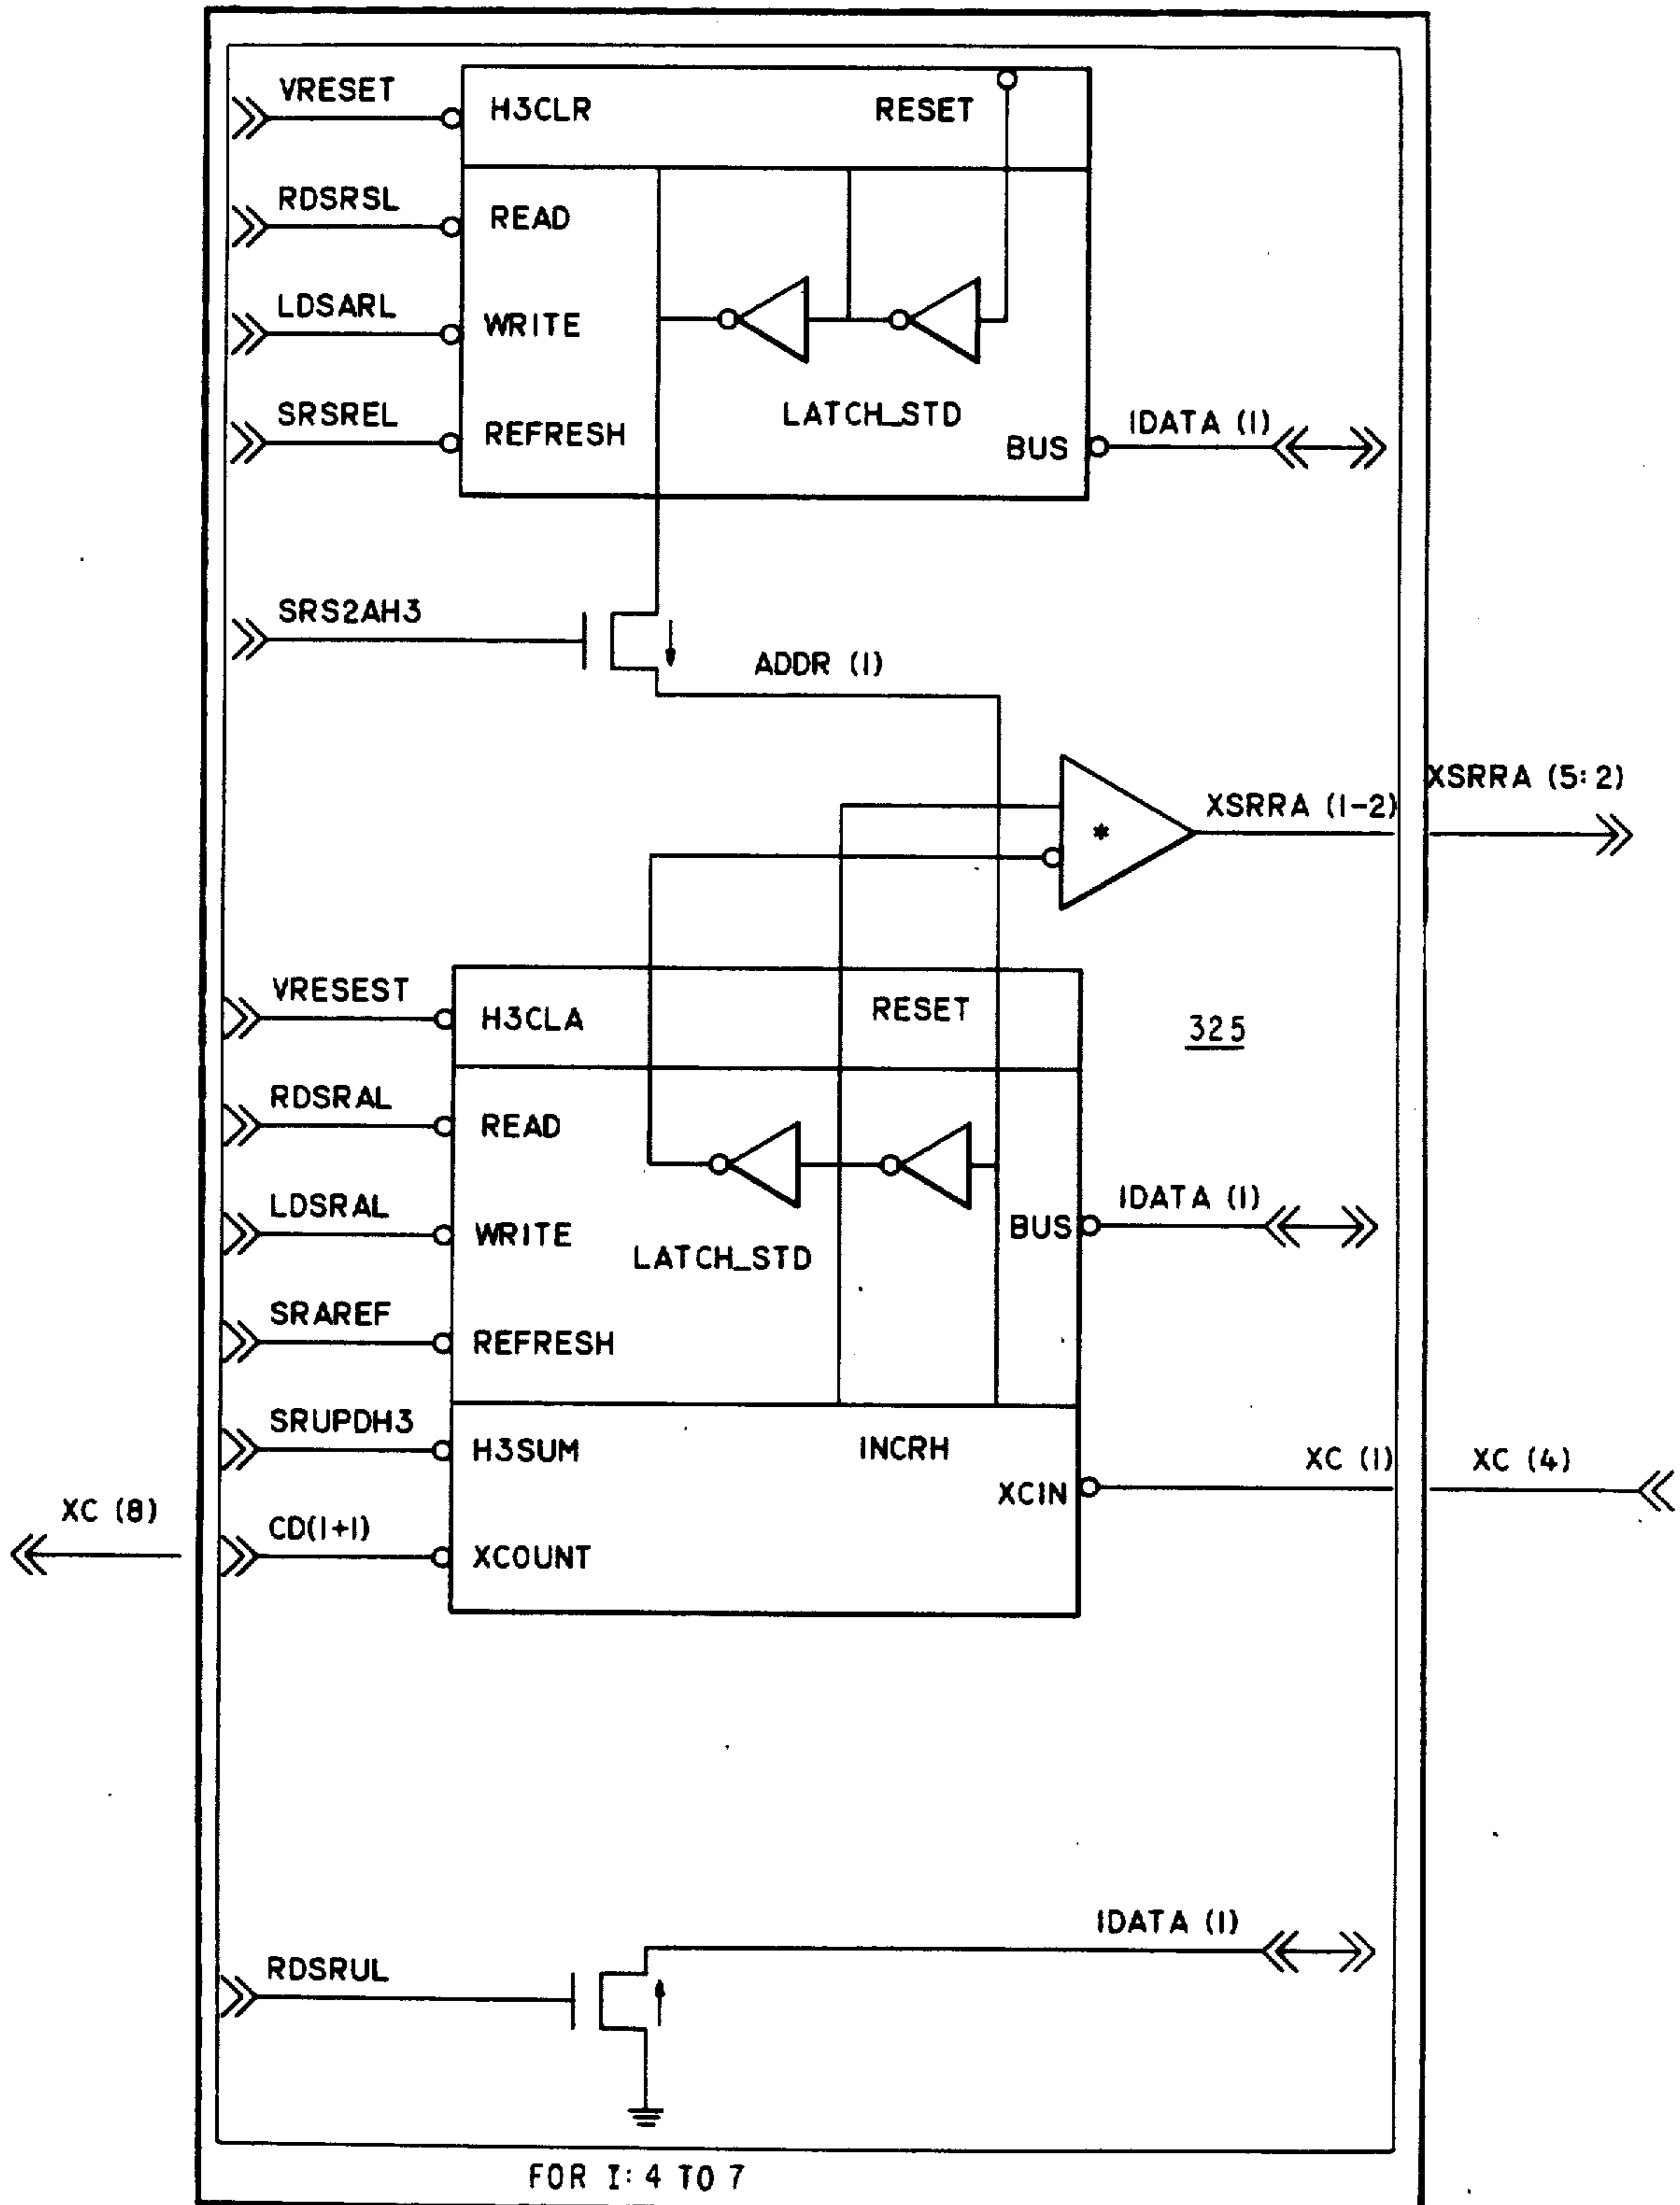 VRESET
H3CLR
RESET
RDSRSL
READ
LDSARL
WRITE
SRSREL
REFRESH
LATCH_STD
BUS
IDATA (I)
SRS2AH3
ADDR (I)
*
XSRRA (I-2)
XSRRA (5:2)
VRESEST
H3CLA
RESET
325
RDSRAL
READ
LDSRAL
WRITE
LATCH_STD
BUS
IDATA (I)
SRAREF
REFRESH
SRUPDH3
H3SUM
INCRH
XCIN
XC (I)
XC (4)
XC (8)
CD(I+I)
XCOUNT
RDSRUL
IDATA (I)
FOR I: 4 TO 7